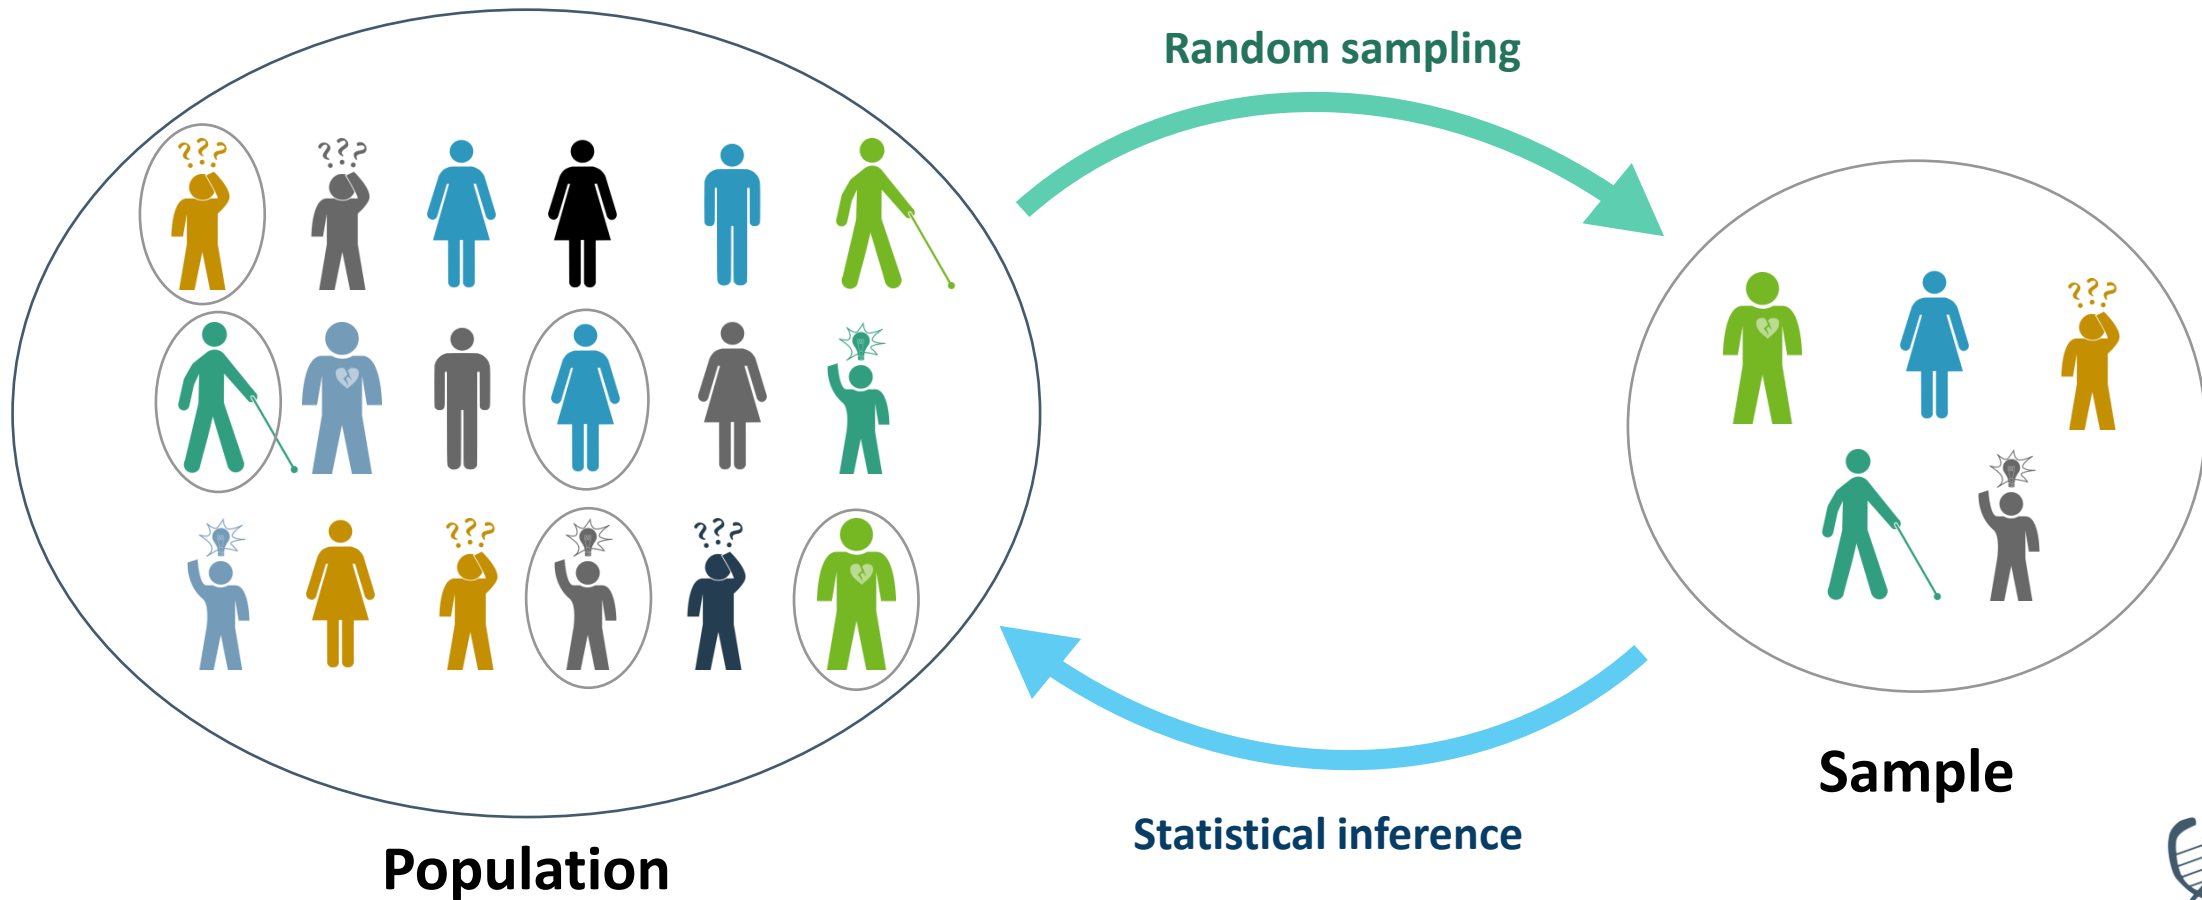 Random sampling
???
???
???
???
???
Sample
Statistical inference
Population